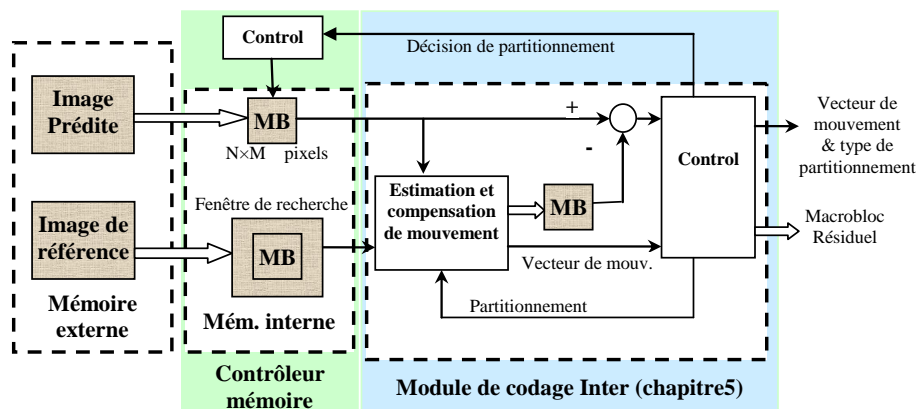 Control
Décision de partitionnement
Image
Prédite
MB
N×M pixels
+
-
Control
Vecteur de
mouvement
& type de
partitionnement
Estimation et
compensation
de mouvement
MB
Fenêtre de recherche
Image de
référence
MB
Vecteur de mouv.
Macrobloc
Résiduel
Partitionnement
Mémoire
externe
Mém. interne
Contrôleur
mémoire
Module de codage Inter (chapitre5)